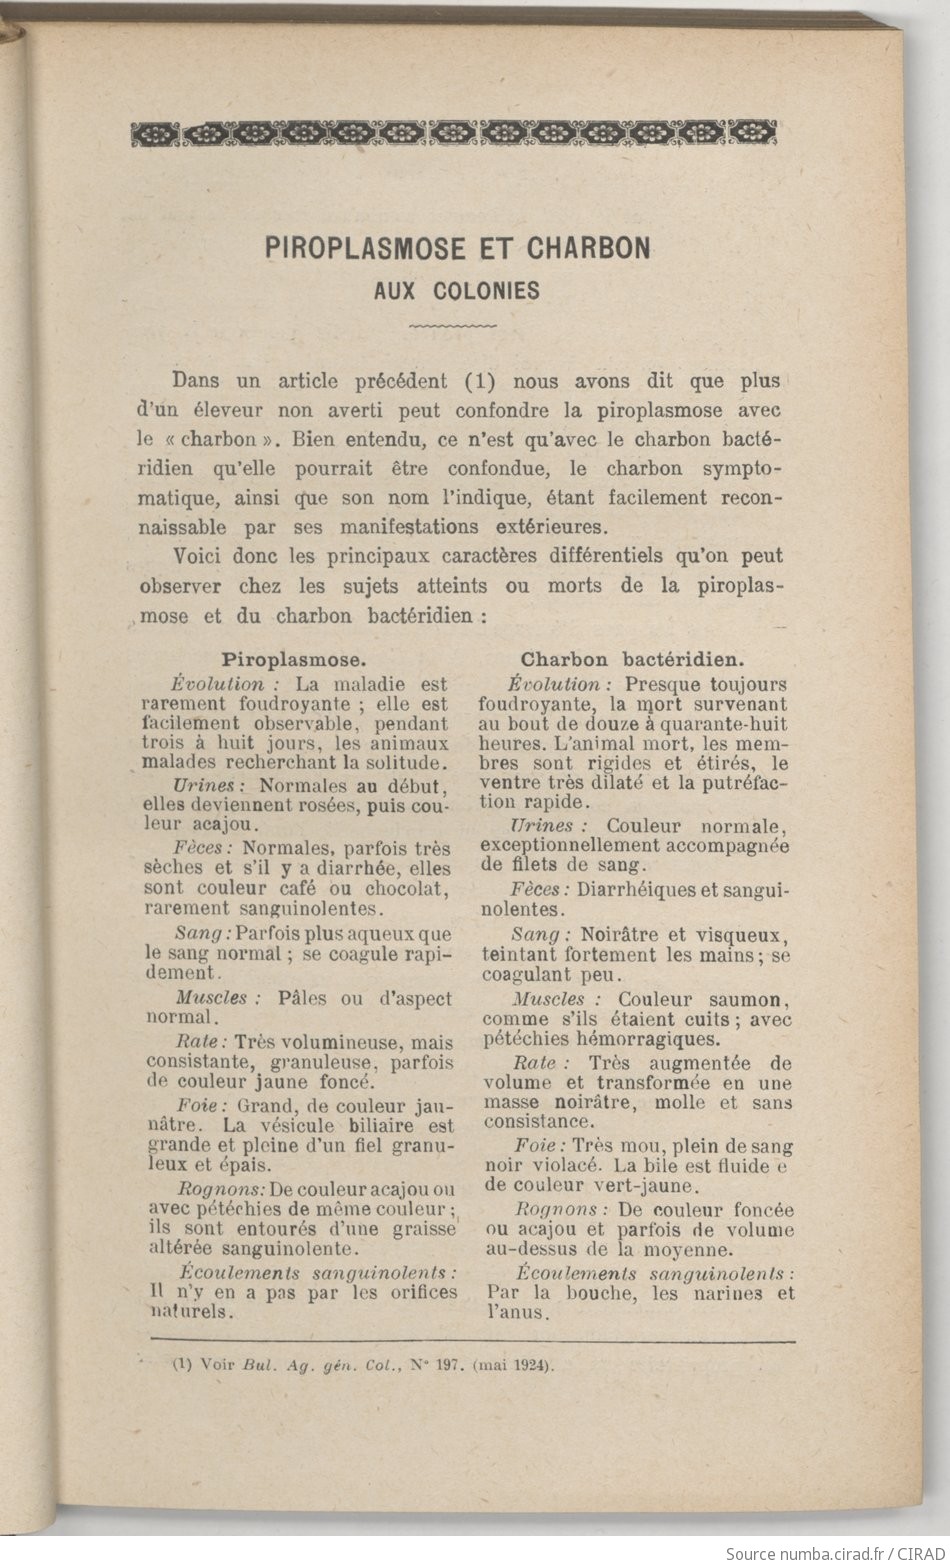 PIROPLASMOSE ET CHARBON
AUX COLONIES
Dans un article précédent (1) nous avons dit que plus
d'un éleveur non averti peut confondre la piroplasmose avec
le « charbon ». Bien entendu, ce n'est qu'avec le charbon bacté-
ridien qu'elle pourrait être confondue, le charbon sympto-
matique, ainsi que son nom l'indique, étant facilement recon-
naissable par ses manifestations extérieures.
Voici donc les principaux caractères différentiels qu'on peut
observer chez les sujets atteints ou morts de la piroplas-
mose et du charbon bactéridien :
Piroplasmose.
Évolution : La maladie est
rarement foudroyante ; elle est
facilement observable, pendant
trois à huit jours, les animaux
malades recherchant la solitude.
Urines : Normales au début,
elles deviennent rosées, puis cou-
leur acajou.
Fèces : Normales, parfois très
sèches et s'il y a diarrhée, elles
sont couleur café ou chocolat,
rarement sanguinolentes.
Sang : Parfois plus aqueux que
le sang normal ; se coagule rapi-
dement.
Muscles : Pâles ou d'aspect
normal.
Rate : Très volumineuse, mais
consistante, granuleuse, parfois
de couleur jaune foncé.
Foie : Grand, de couleur jau-
nâtre. La vésicule biliaire est
grande et pleine d'un fiel granu-
leux et épais.
Rognons : De couleur acajou ou
avec pétéchies de même couleur ;
ils sont entourés d'une graisse
altérée sanguinolente.
Écoulements sanguinolents :
Il n'y en a pas par les orifices
naturels.
Charbon bactéridien.
Évolution : Presque toujours
foudroyante, la mort survenant
au bout de douze à quarante-huit
heures. L'animal mort, les mem-
bres sont rigides et étirés, le
ventre très dilaté et la putréfac-
tion rapide.
Urines : Couleur normale,
exceptionnellement accompagnée
de filets de sang.
Fèces : Diarrhéiques et sangui-
nolentes.
Sang : Noirâtre et visqueux,
teintant fortement les mains ; se
coagulant peu.
Muscles : Couleur saumon,
comme s'ils étaient cuits ; avec
pétéchies hémorragiques.
Rate : Très augmentée de
volume et transformée en une
masse noirâtre, molle et sans
consistance.
Foie : Très mou, plein de sang
noir violacé. La bile est fluide e
de couleur vert-jaune.
Rognons : De couleur foncée
ou acajou et parfois de volume
au-dessus de la moyenne.
Écoulements sanguinolents :
Par la bouche, les narines et
l'anus.
(1) Voir Bul. Ag. gén. Col., N° 197. (mai 1924).
Source numba.cirad.fr / CIRAD